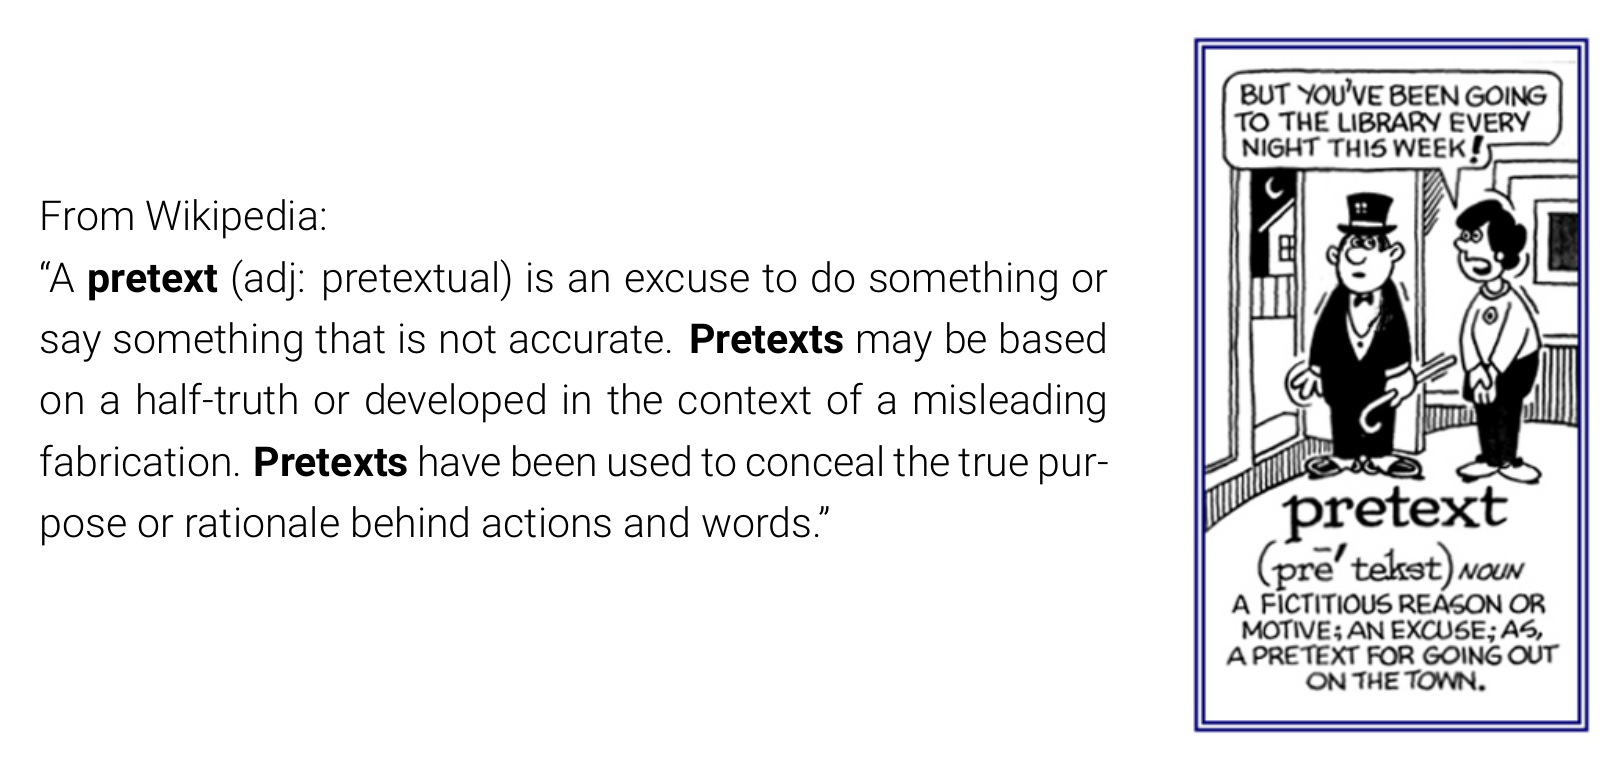 From Wikipedia:
“A pretext (adj: pretextual) is an excuse to do something or
say something that is not accurate. Pretexts may be based
on a half-truth or developed in the context of a misleading
fabrication. Pretexts have been used to conceal the true pur-
pose or rationale behind actions and words.”
BUT YOU'VE BEEN GOING
TO THE LIBRARY EVERY
NIGHT THIS WEEK!
pretext
(prē′ tekst) NOUN
A FICTITIOUS REASON OR
MOTIVE; AN EXCUSE; AS,
A PRETEXT FOR GOING OUT
ON THE TOWN.